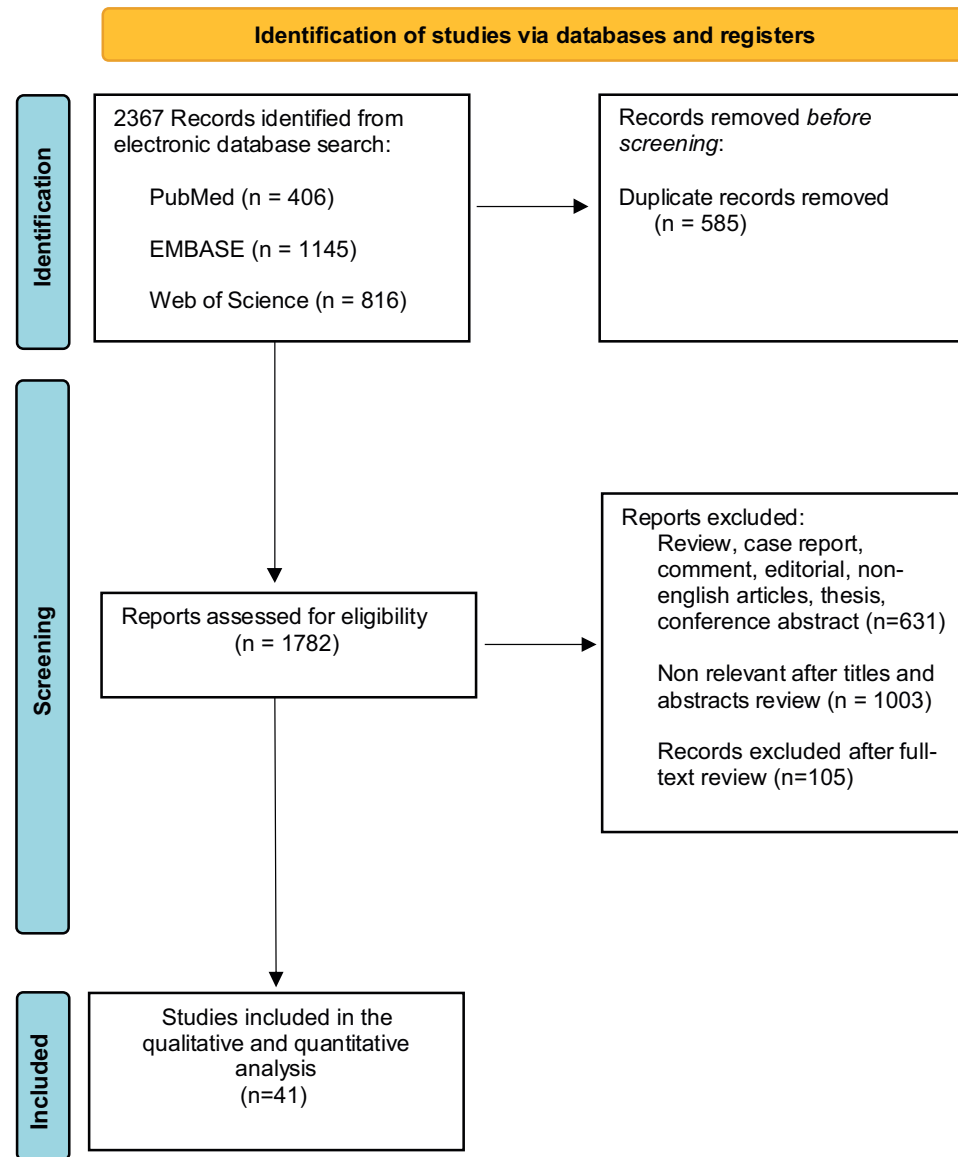 Identification of studies via databases and registers
Identification
2367 Records identified from
electronic database search:
PubMed (n = 406)
EMBASE (n = 1145)
Web of Science (n = 816)
Records removed before
screening:
Duplicate records removed
(n = 585)
Screening
Reports assessed for eligibility
(n = 1782)
Reports excluded:
Review, case report,
comment, editorial, non-
english articles, thesis,
conference abstract (n=631)
Non relevant after titles and
abstracts review (n = 1003)
Records excluded after full-
text review (n=105)
Included
Studies included in the
qualitative and quantitative
analysis
(n=41)